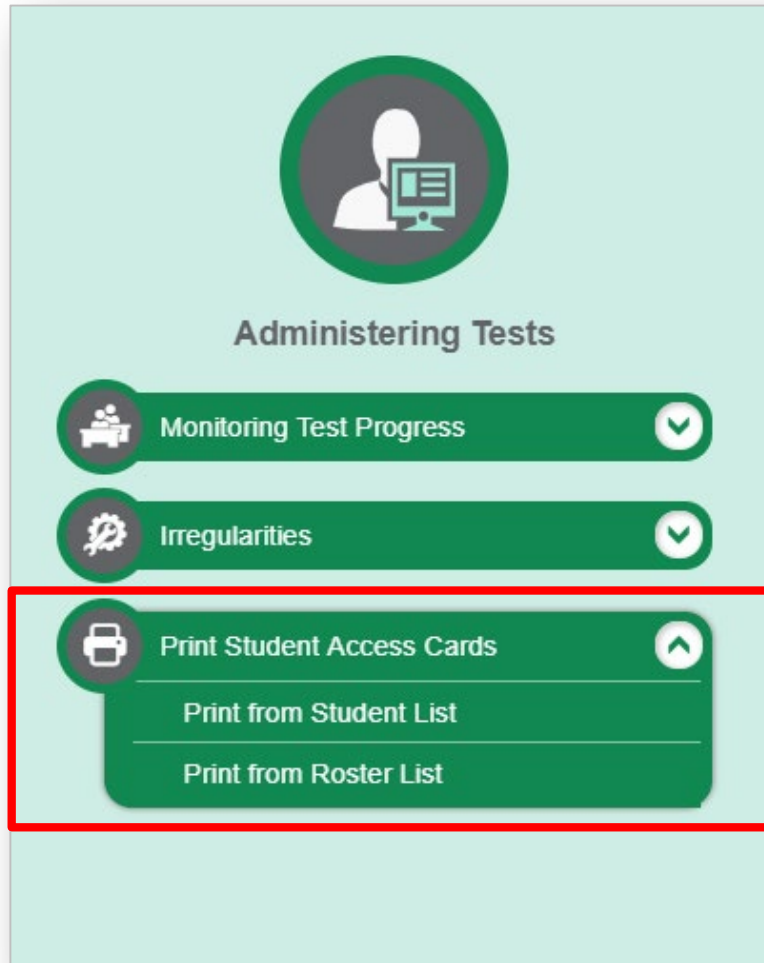 Administering Tests
Monitoring Test Progress
Irregularities
Print Student Access Cards
Print from Student List
Print from Roster List